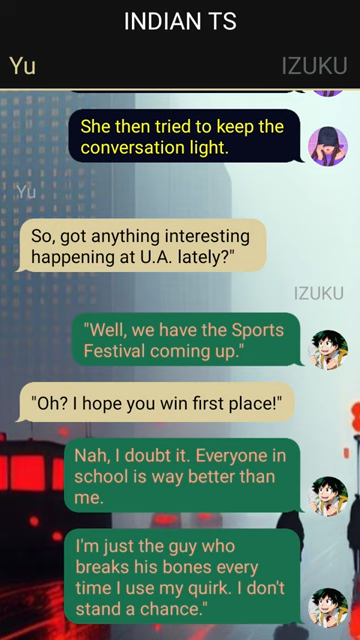 INDIAN TS
Yu
IZUKU
She then tried to keep the
conversation light.
Yu
So, got anything interesting
happening at U.A. lately?"
IZUKU
"Well, we have the Sports
Festival coming up."
"Oh? I hope you win first place!"
Nah, I doubt it. Everyone in
school is way better than
me.
I'm just the guy who
breaks his bones every
time I use my quirk. I don't
stand a chance."